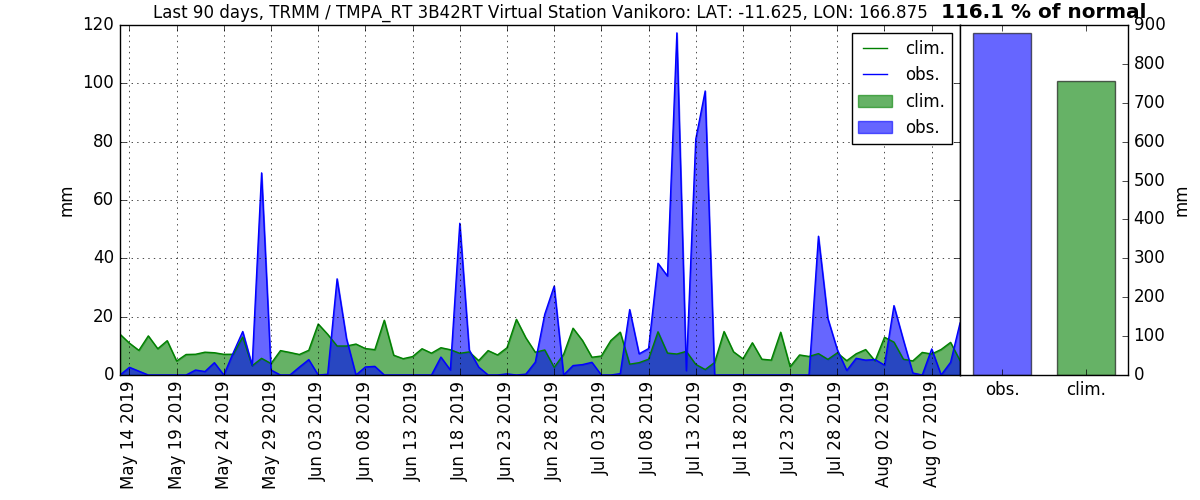 Last 90 days, TRMM / TMPA_RT 3B42RT Virtual Station Vanikoro: LAT: -11.625, LON: 166.875
116.1 % of normal
120
100
80
60
40
20
0
mm
clim.
obs.
clim.
obs.
900
800
700
600
500
400
300
200
100
0
mm
obs.
clim.
May 14 2019
May 19 2019
May 24 2019
May 29 2019
Jun 03 2019
Jun 08 2019
Jun 13 2019
Jun 18 2019
Jun 23 2019
Jun 28 2019
Jul 03 2019
Jul 08 2019
Jul 13 2019
Jul 18 2019
Jul 23 2019
Jul 28 2019
Aug 02 2019
Aug 07 2019